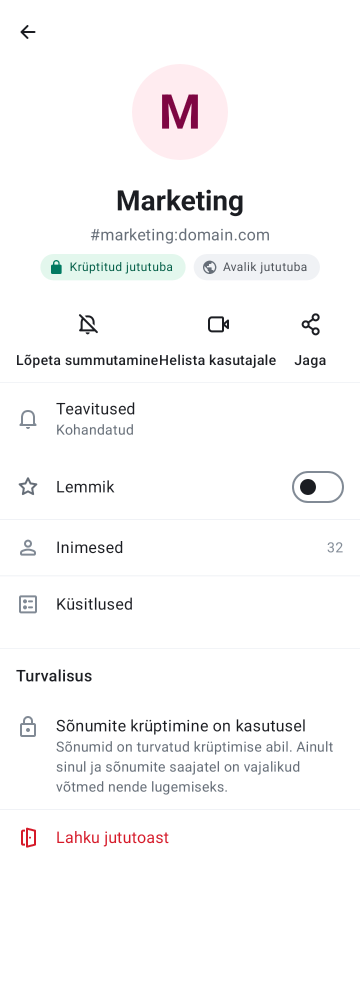 M
Marketing
#marketing:domain.com
Krüptitud jututuba
Avalik jututuba
Lõpeta summutamine
Helista kasutajale
Jaga
Teavitused
Kohandatud
Lemmik
Inimesed
32
Küsitlused
Turvalisus
Sõnumite krüptimine on kasutusel
Sõnumid on turvatud krüptimise abil. Ainult
sinul ja sõnumite saajatel on vajalikud
võtmed nende lugemiseks.
Lahku jututoast